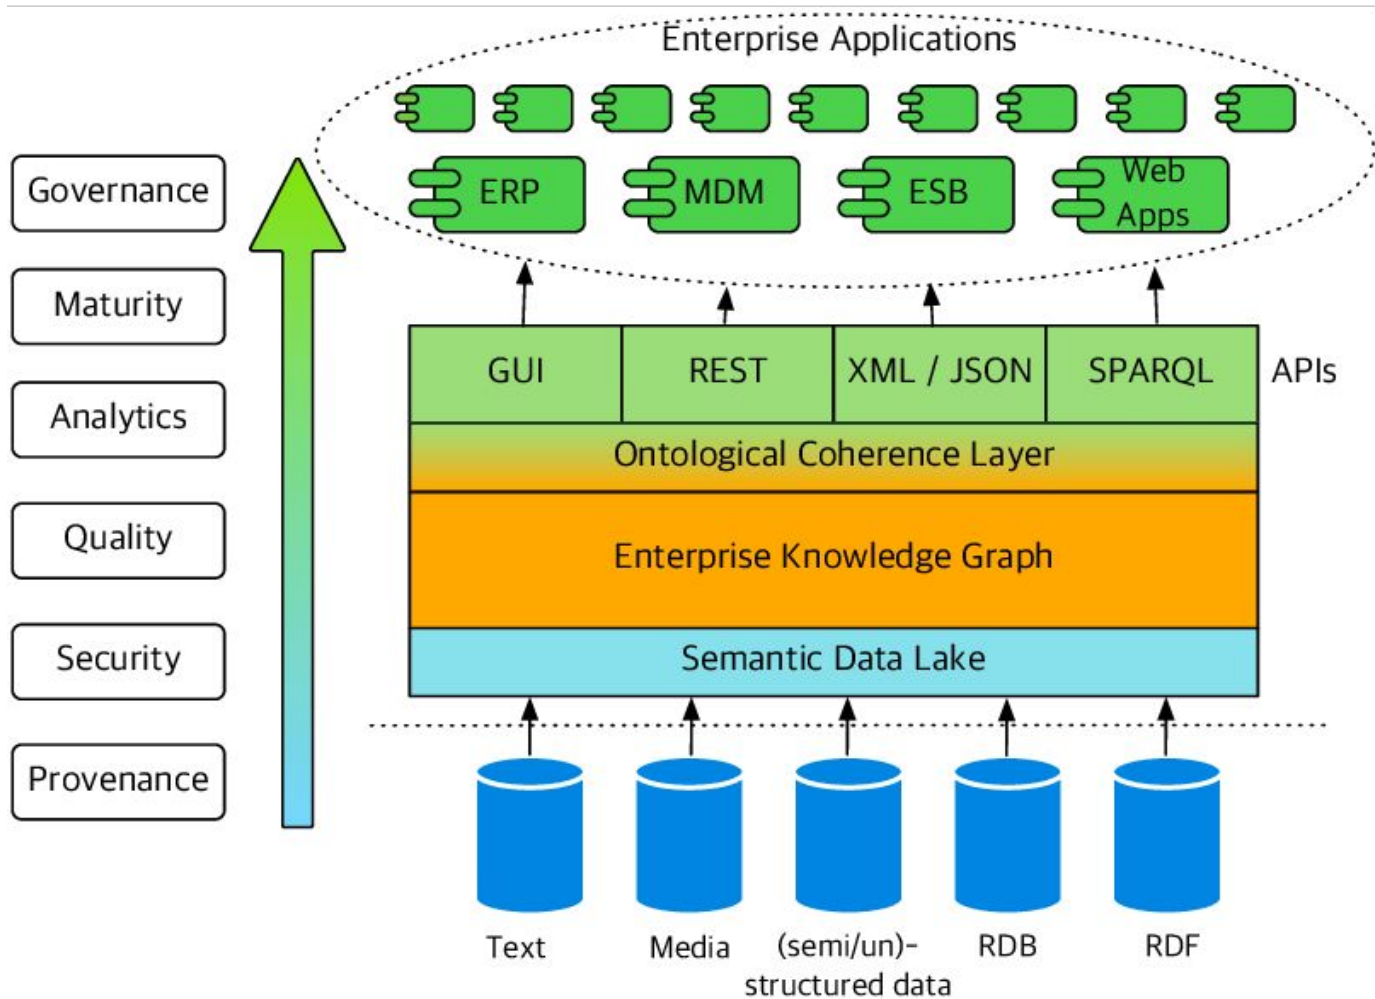 Enterprise Applications
ERP
MDM
ESB
Web
Apps
Governance
Maturity
Analytics
Quality
Security
Provenance
GUI
REST
XML / JSON
SPARQL
APIs
Ontological Coherence Layer
Enterprise Knowledge Graph
Semantic Data Lake
Text
Media
(semi/un)-
structured data
RDB
RDF